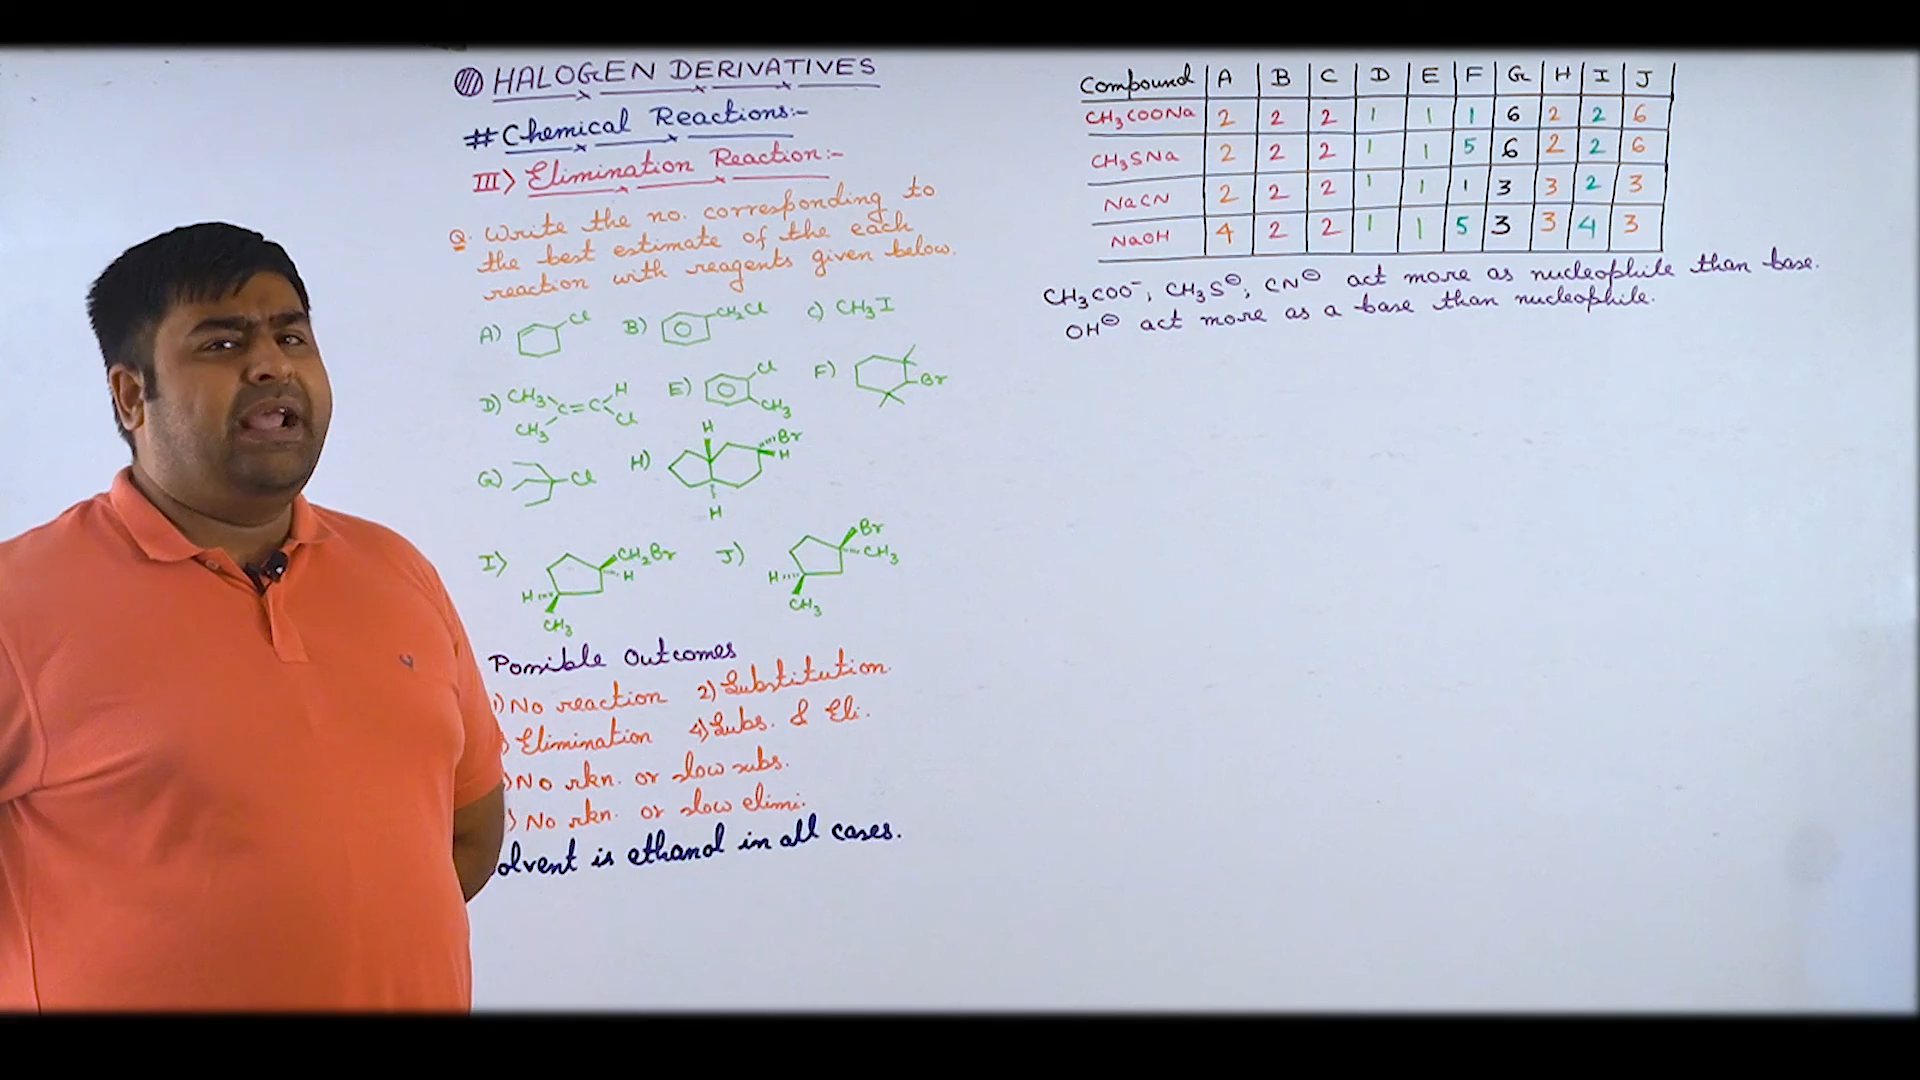 HALOGEN DERIVATIVES
# Chemical Reactions:-
III> Elimination Reaction:-
Q. Write the no. corresponding to
the best estimate of the each
reaction with reagents given below.
A) Cl B) CH2Cl C) CH3I
D) CH3 CH3 C=C H Cl E) Cl CH3 F) Br
G) Cl H) H Br H H
I> CH2Br H H CH3 J) Br CH3 H CH3
Possible Outcomes
1) No reaction 2) Substitution.
) Elimination 4) Subs. & Eli.
) No rkn. or slow subs.
) No rkn. or slow elimi.
olvent is ethanol in all cases.
Compound A B C D E F G H I J
CH3COONa 2 2 2 1 1 1 6 2 2 6
CH3SNa 2 2 2 1 1 5 6 2 2 6
NaCN 2 2 2 1 1 1 3 3 2 3
NaOH 4 2 2 1 1 5 3 3 4 3
CH3COO⁻, CH3S⊖, CN⊖ act more as nucleophile than base.
OH⊖ act more as a base than nucleophile.